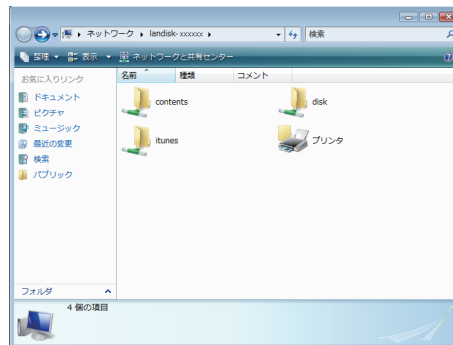 ネットワーク ▸ landisk-xxxxxx ▸ 検索
整理 表示 ネットワークと共有センター
お気に入りリンク
ドキュメント
ピクチャ
ミュージック
最近の変更
検索
パブリック
フォルダ
名前 種類 コメント
contents disk
itunes プリンタ
4 個の項目